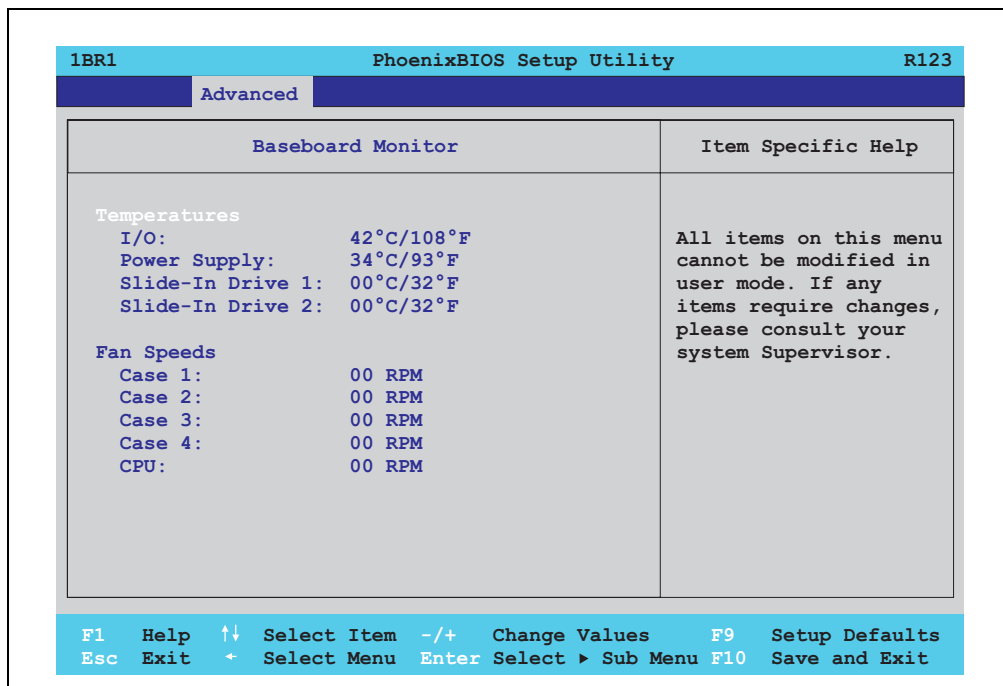 1BR1 PhoenixBIOS Setup Utility R123
Advanced
Baseboard Monitor
Item Specific Help
Temperatures
I/O: 42°C/108°F
Power Supply: 34°C/93°F
Slide-In Drive 1: 00°C/32°F
Slide-In Drive 2: 00°C/32°F
Fan Speeds
Case 1: 00 RPM
Case 2: 00 RPM
Case 3: 00 RPM
Case 4: 00 RPM
CPU: 00 RPM
All items on this menu
cannot be modified in
user mode. If any
items require changes,
please consult your
system Supervisor.
F1 Help ↑↓ Select Item -/+ Change Values F9 Setup Defaults
Esc Exit ← Select Menu Enter Select ▶ Sub Menu F10 Save and Exit